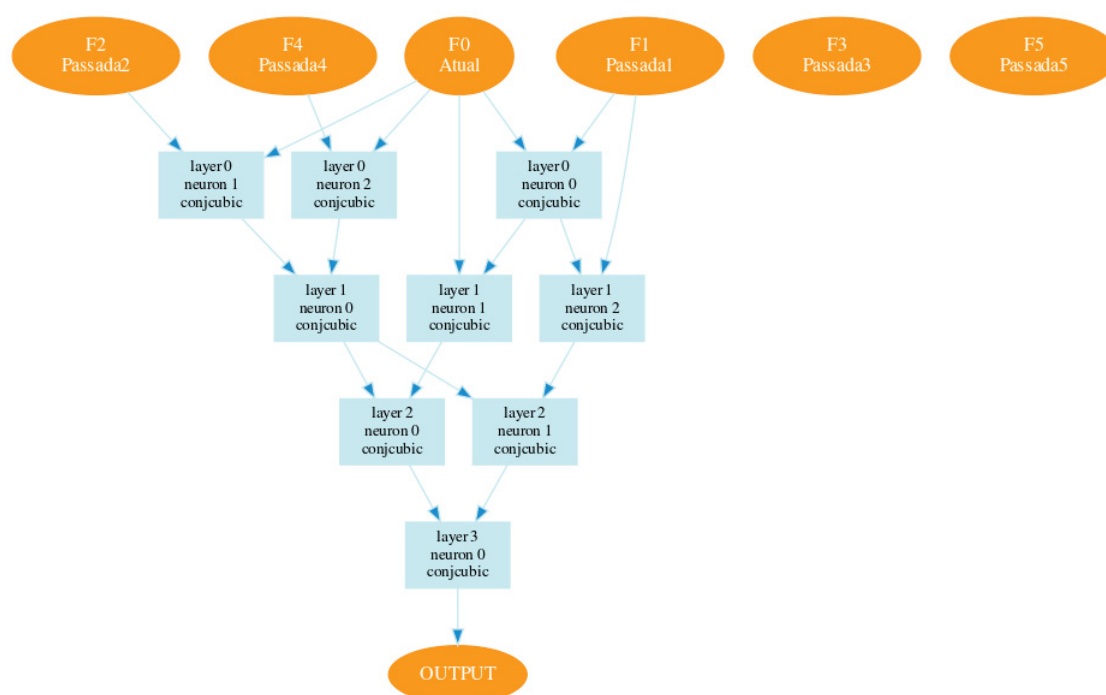 F2
Passada2
F4
Passada4
F0
Atual
F1
Passada1
F3
Passada3
F5
Passada5
layer 0
neuron 1
conjcubic
layer 0
neuron 2
conjcubic
layer 0
neuron 0
conjcubic
layer 1
neuron 0
conjcubic
layer 1
neuron 1
conjcubic
layer 1
neuron 2
conjcubic
layer 2
neuron 0
conjcubic
layer 2
neuron 1
conjcubic
layer 3
neuron 0
conjcubic
OUTPUT